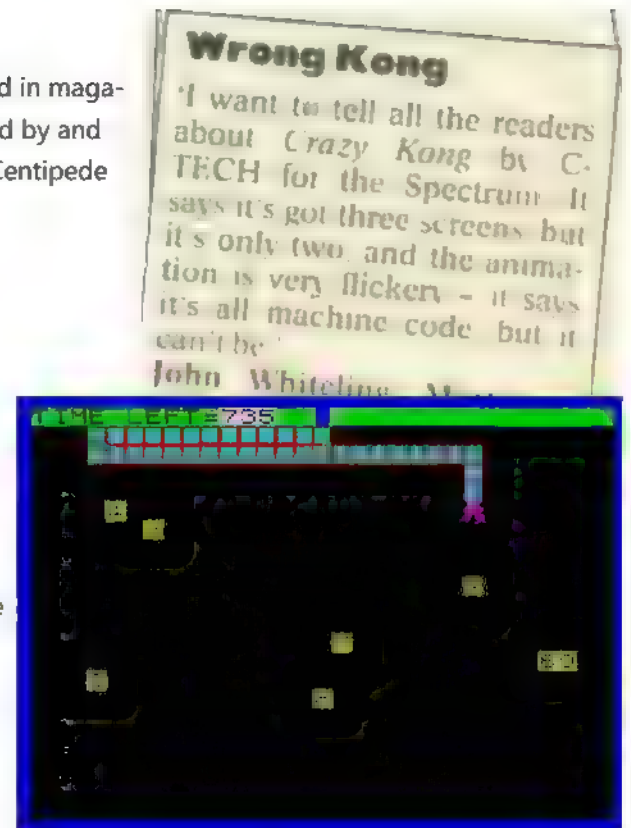 d in maga-
d by and
Centipede
Wrong Kong
'I want to tell all the readers
about Crazy Kong by C-
TECH for the Spectrum. It
says it's got three screens but
it's only two, and the anima-
tion is very flickery – it says
it's all machine code but it
can't be.'
John Whiteling,
TIME LEFT=735
e